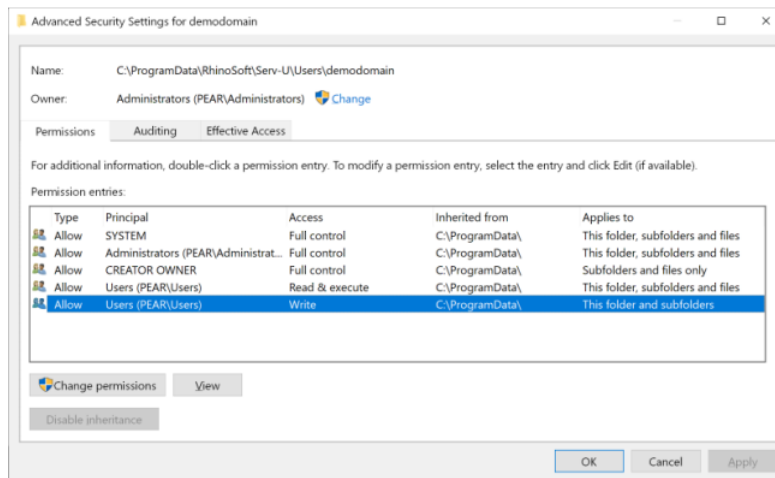 Advanced Security Settings for demodomain
Name: C:\ProgramData\RhinoSoft\Serv-U\Users\demodomain
Owner: Administrators (PEAR\Administrators) Change
Permissions Auditing Effective Access
For additional information, double-click a permission entry. To modify a permission entry, select the entry and click Edit (if available).
Permission entries:
Type Principal Access Inherited from Applies to
Allow SYSTEM Full control C:\ProgramData\ This folder, subfolders and files
Allow Administrators (PEAR\Administrat... Full control C:\ProgramData\ This folder, subfolders and files
Allow CREATOR OWNER Full control C:\ProgramData\ Subfolders and files only
Allow Users (PEAR\Users) Read & execute C:\ProgramData\ This folder, subfolders and files
Allow Users (PEAR\Users) Write C:\ProgramData\ This folder and subfolders
Change permissions View
Disable inheritance
OK Cancel Apply